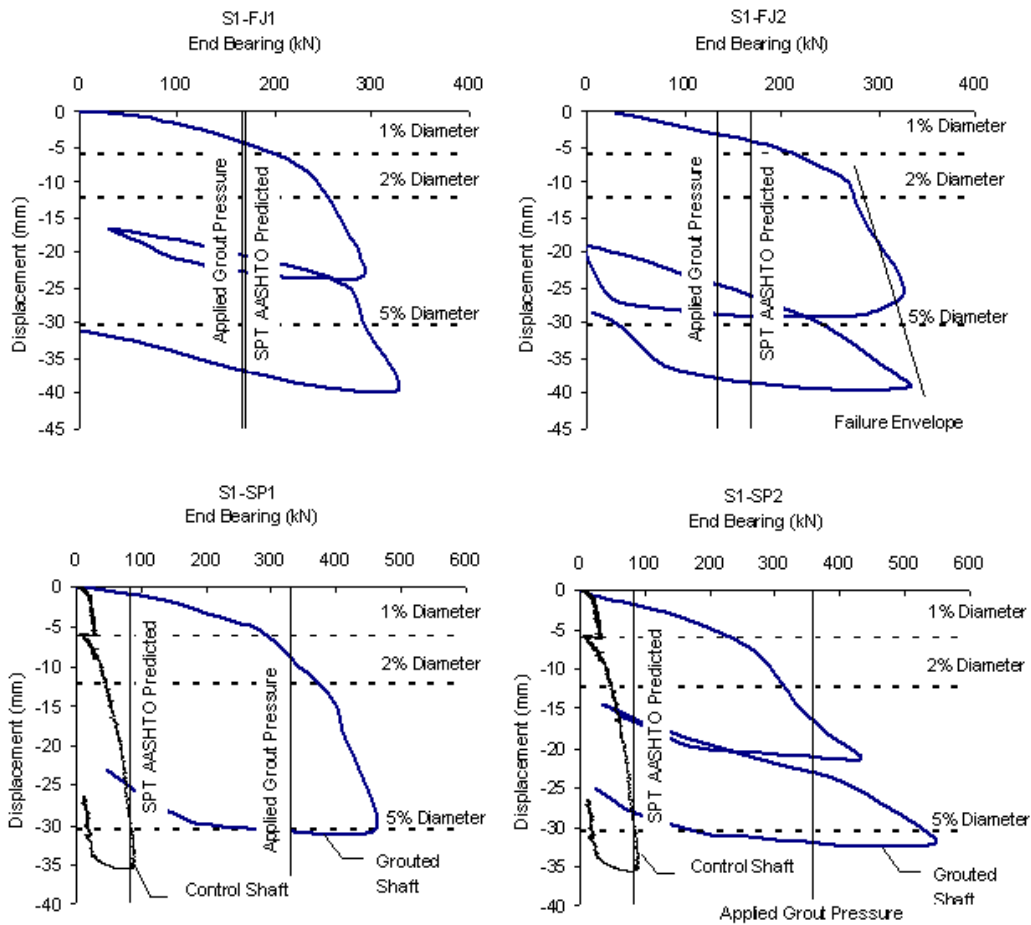 S1-FJ1
End Bearing (kN)
0 100 200 300 400
0
-5
-10
-15
-20
-25
-30
-35
-40
-45
Displacement (mm)
1% Diameter
2% Diameter
5% Diameter
Applied Grout Pressure
SPT AASHTO Predicted
S1-FJ2
End Bearing (kN)
0 100 200 300 400
0
-5
-10
-15
-20
-25
-30
-35
-40
-45
Displacement (mm)
1% Diameter
2% Diameter
5% Diameter
Applied Grout Pressure
SPT AASHTO Predicted
Failure Envelope
S1-SP1
End Bearing (kN)
0 100 200 300 400 500 600
0
-5
-10
-15
-20
-25
-30
-35
-40
Displacement (mm)
1% Diameter
2% Diameter
5% Diameter
SPT AASHTO Predicted
Applied Grout Pressure
Control Shaft
Grouted
Shaft
S1-SP2
End Bearing (kN)
0 100 200 300 400 500 600
0
-5
-10
-15
-20
-25
-30
-35
-40
Displacement (mm)
1% Diameter
2% Diameter
5% Diameter
SPT AASHTO Predicted
Control Shaft
Grouted
Shaft
Applied Grout Pressure